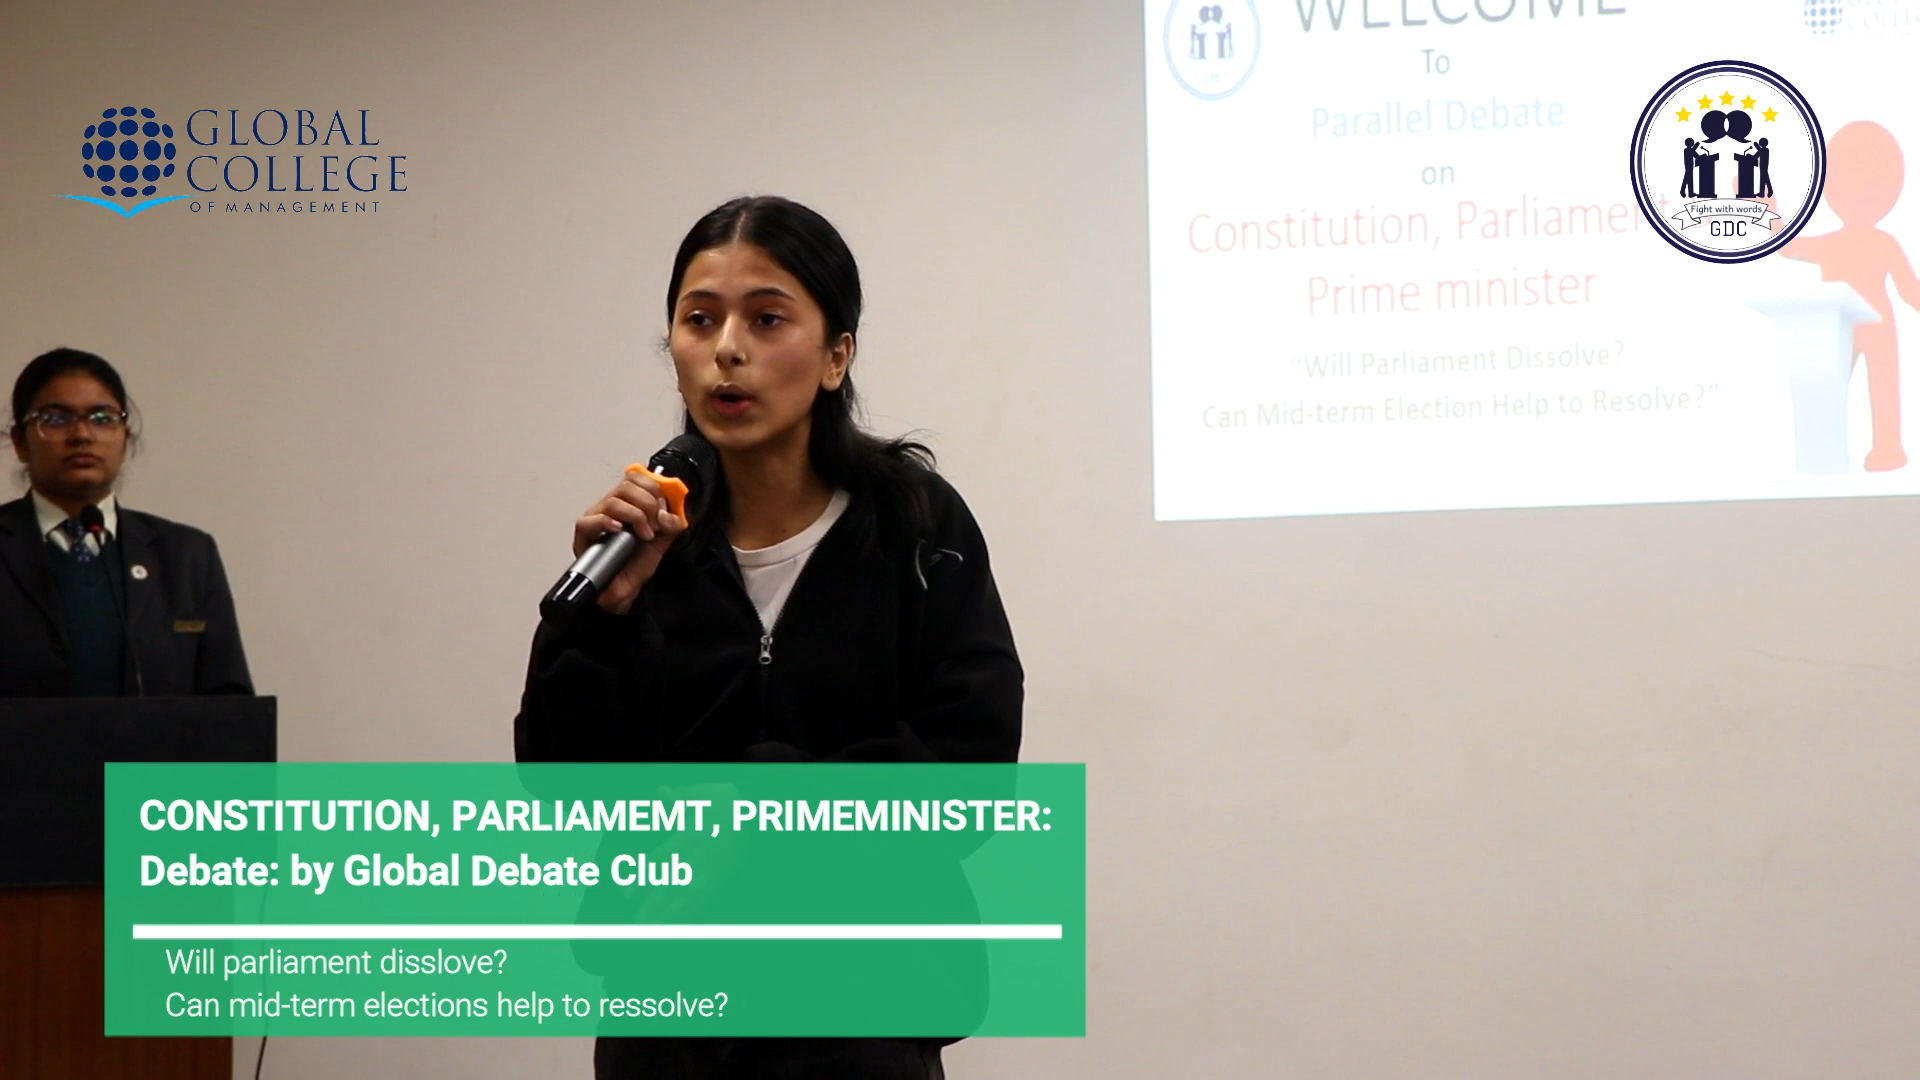 GLOBAL
COLLEGE
OF MANAGEMENT
WELCOME
To
Parallel Debate
on
Constitution, Parliament
Prime minister
"Will Parliament Dissolve?
Can Mid-term Election Help to Resolve?"
Fight with words
GDC
CONSTITUTION, PARLIAMEMT, PRIMEMINISTER:
Debate: by Global Debate Club
Will parliament disslove?
Can mid-term elections help to ressolve?